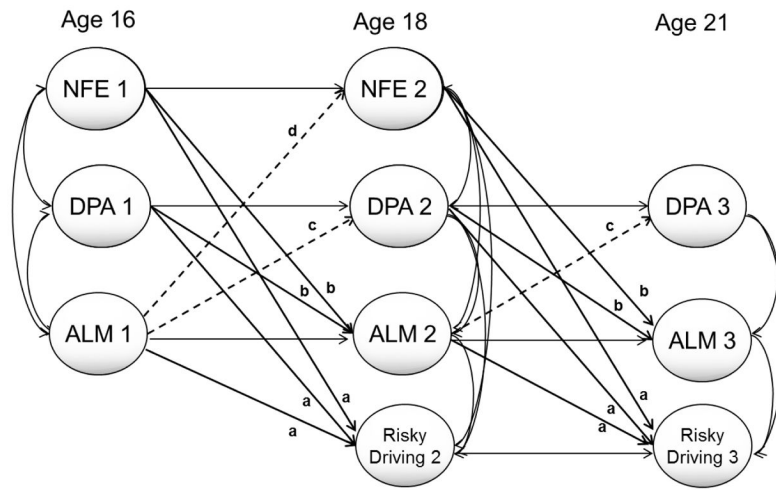 Age 16
Age 18
Age 21
NFE 1
NFE 2
d
DPA 1
DPA 2
DPA 3
c
c
b
b
b
b
ALM 1
ALM 2
ALM 3
a
a
a
a
a
a
Risky
Driving 2
Risky
Driving 3